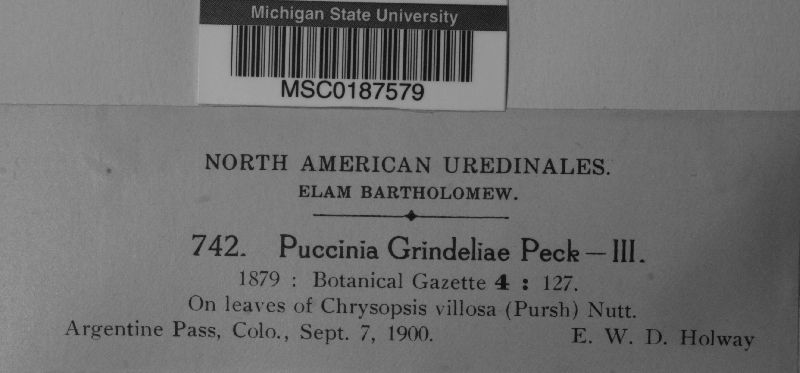 Michigan State University
MSC0187579
NORTH AMERICAN UREDINALES.
ELAM BARTHOLOMEW.
742. Puccinia Grindeliae Peck — III.
1879 : Botanical Gazette 4 : 127.
On leaves of Chrysopsis villosa (Pursh) Nutt.
Argentine Pass, Colo., Sept. 7, 1900. E. W. D. Holway